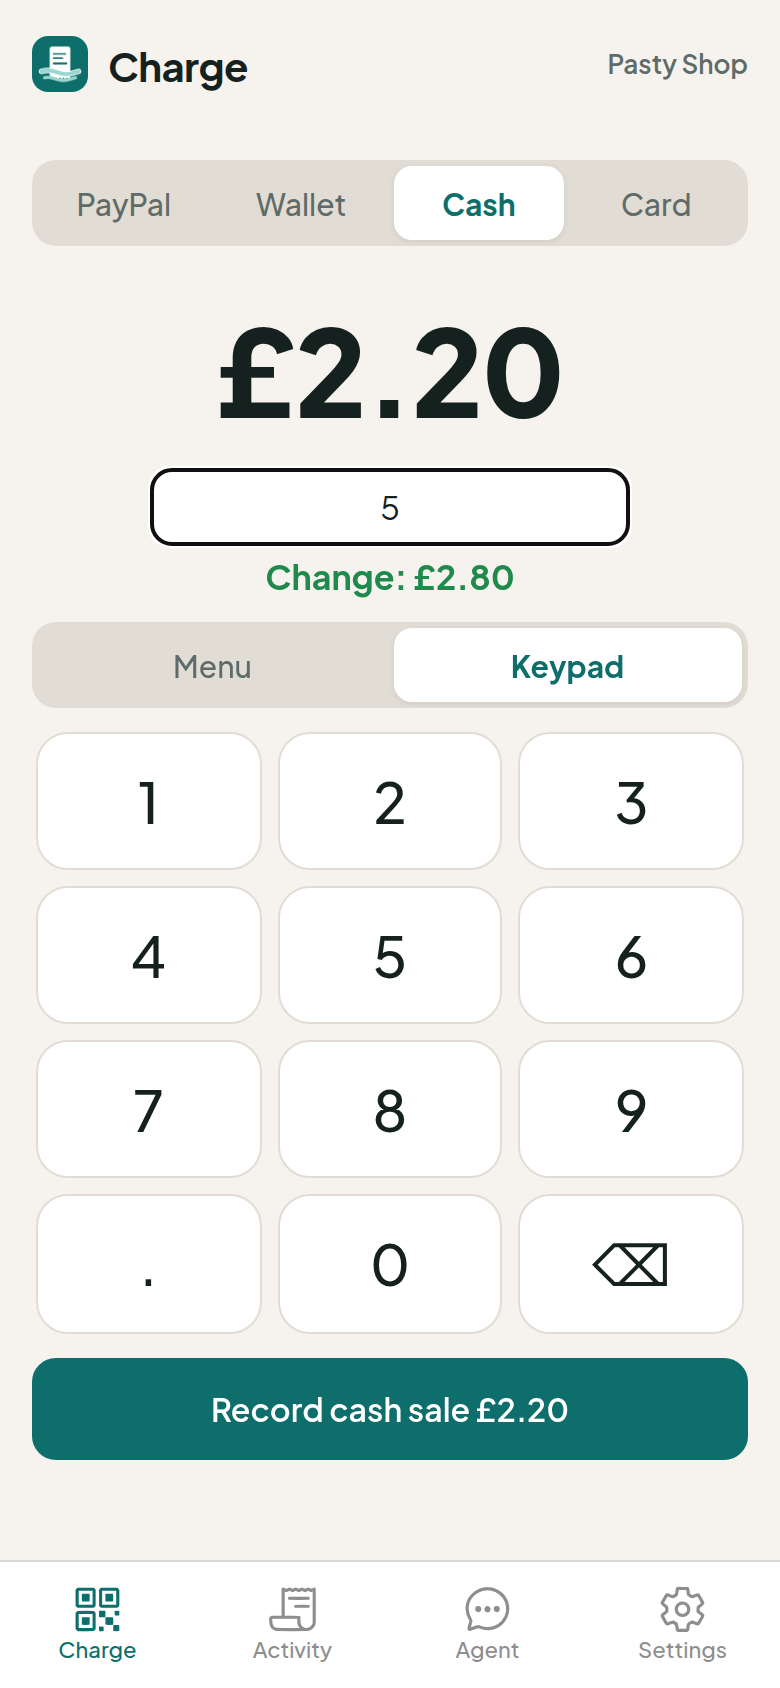 Charge
Pasty Shop
PayPal Wallet Cash Card
£2.20
5
Change: £2.80
Menu Keypad
1 2 3
4 5 6
7 8 9
. 0 ⌫
Record cash sale £2.20
Charge Activity Agent Settings